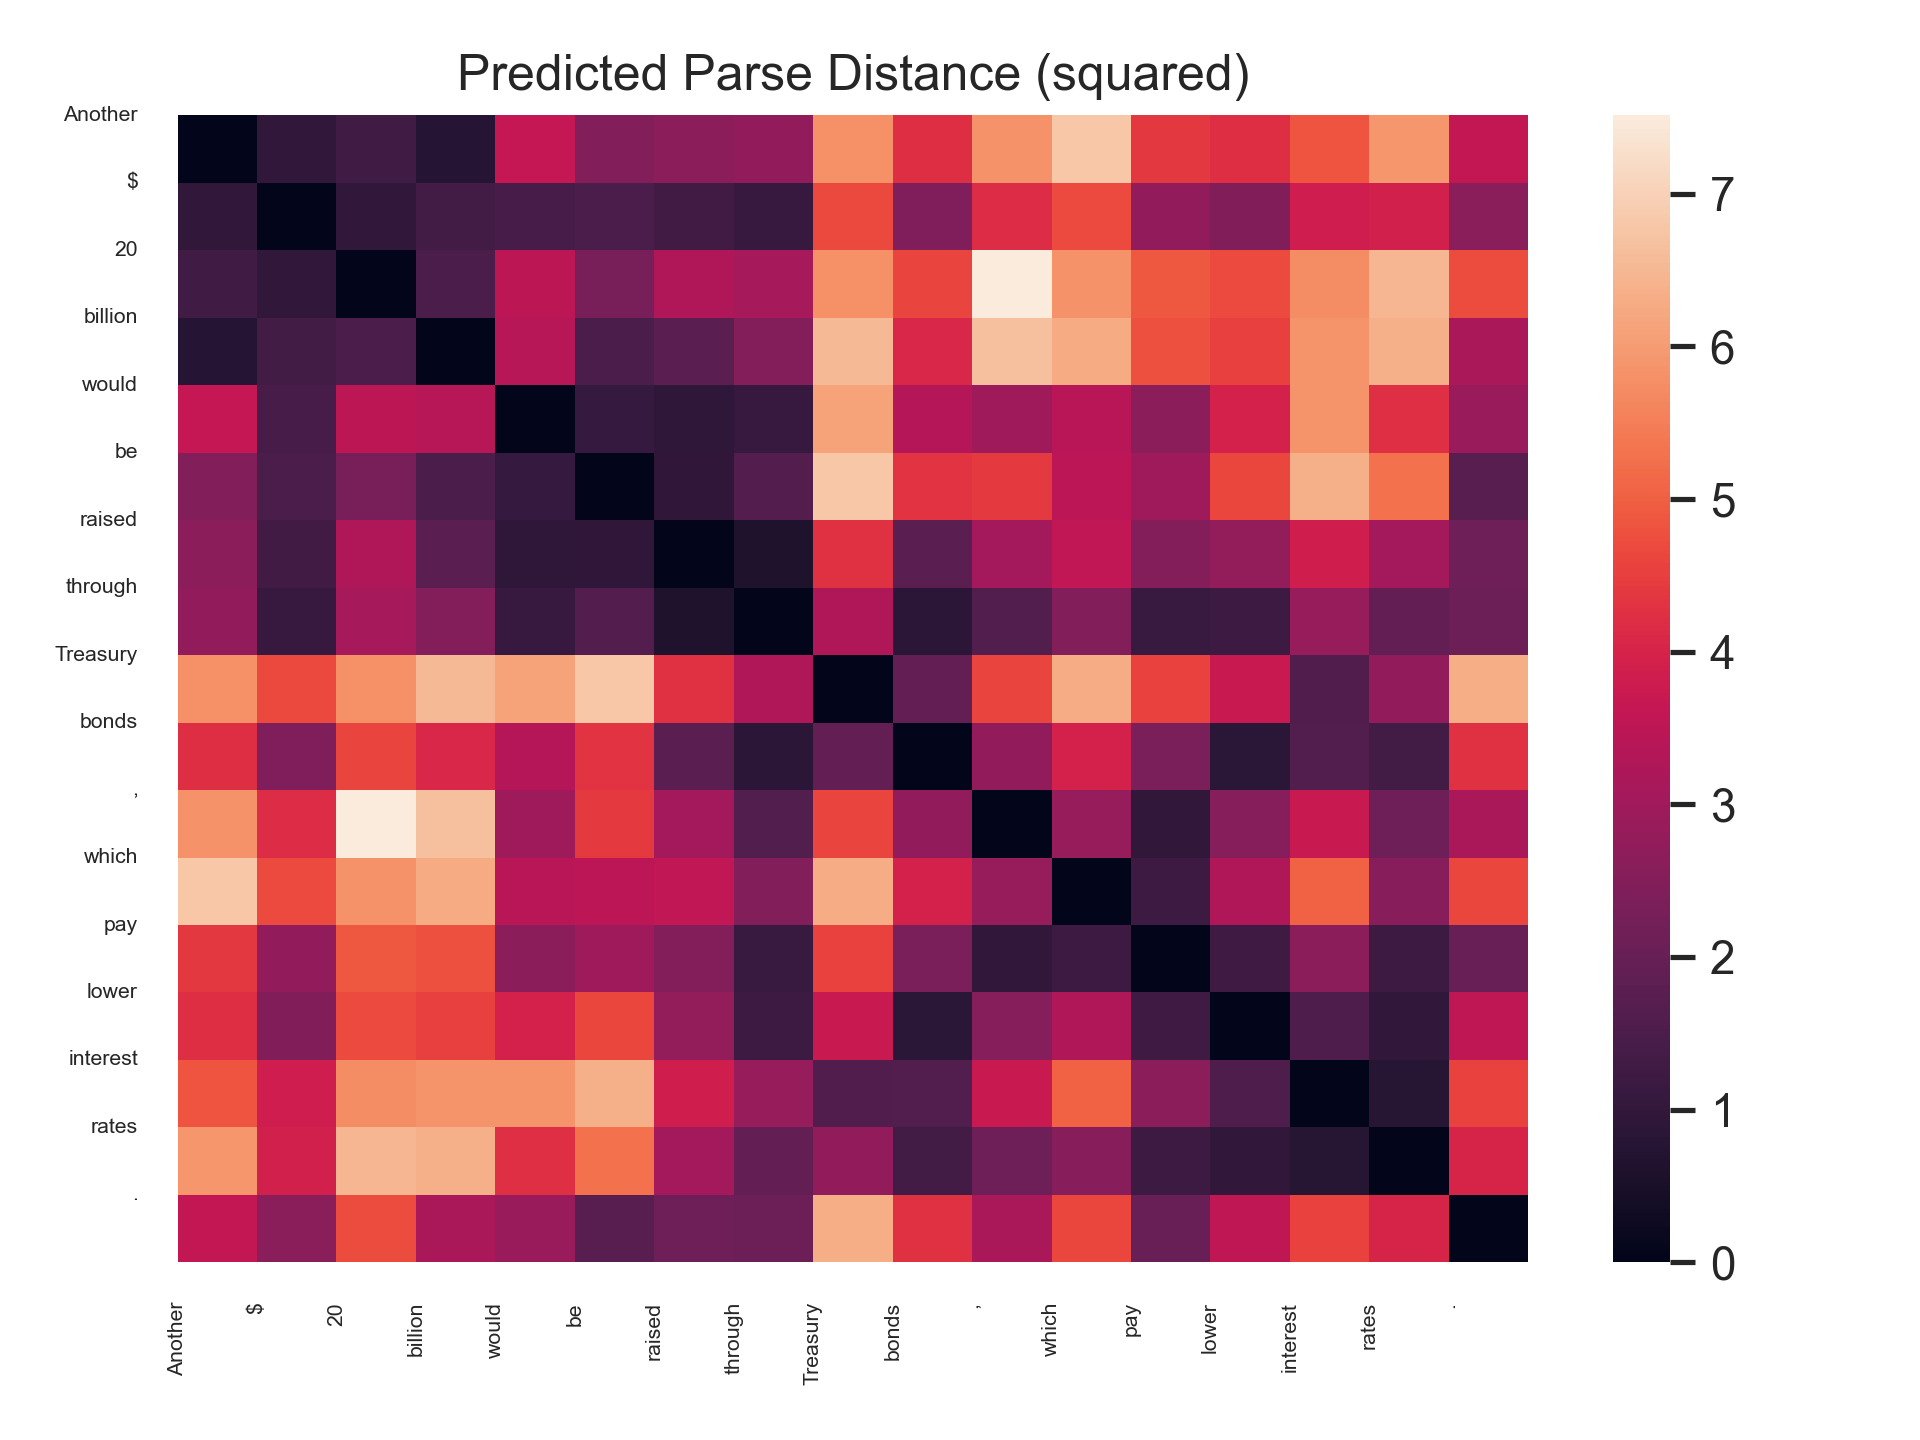 Predicted Parse Distance (squared)
Another
$
20
billion
would
be
raised
through
Treasury
bonds
,
which
pay
lower
interest
rates
.
7
6
5
4
3
2
1
0
Another $ 20 billion would be raised through Treasury bonds , which pay lower interest rates .